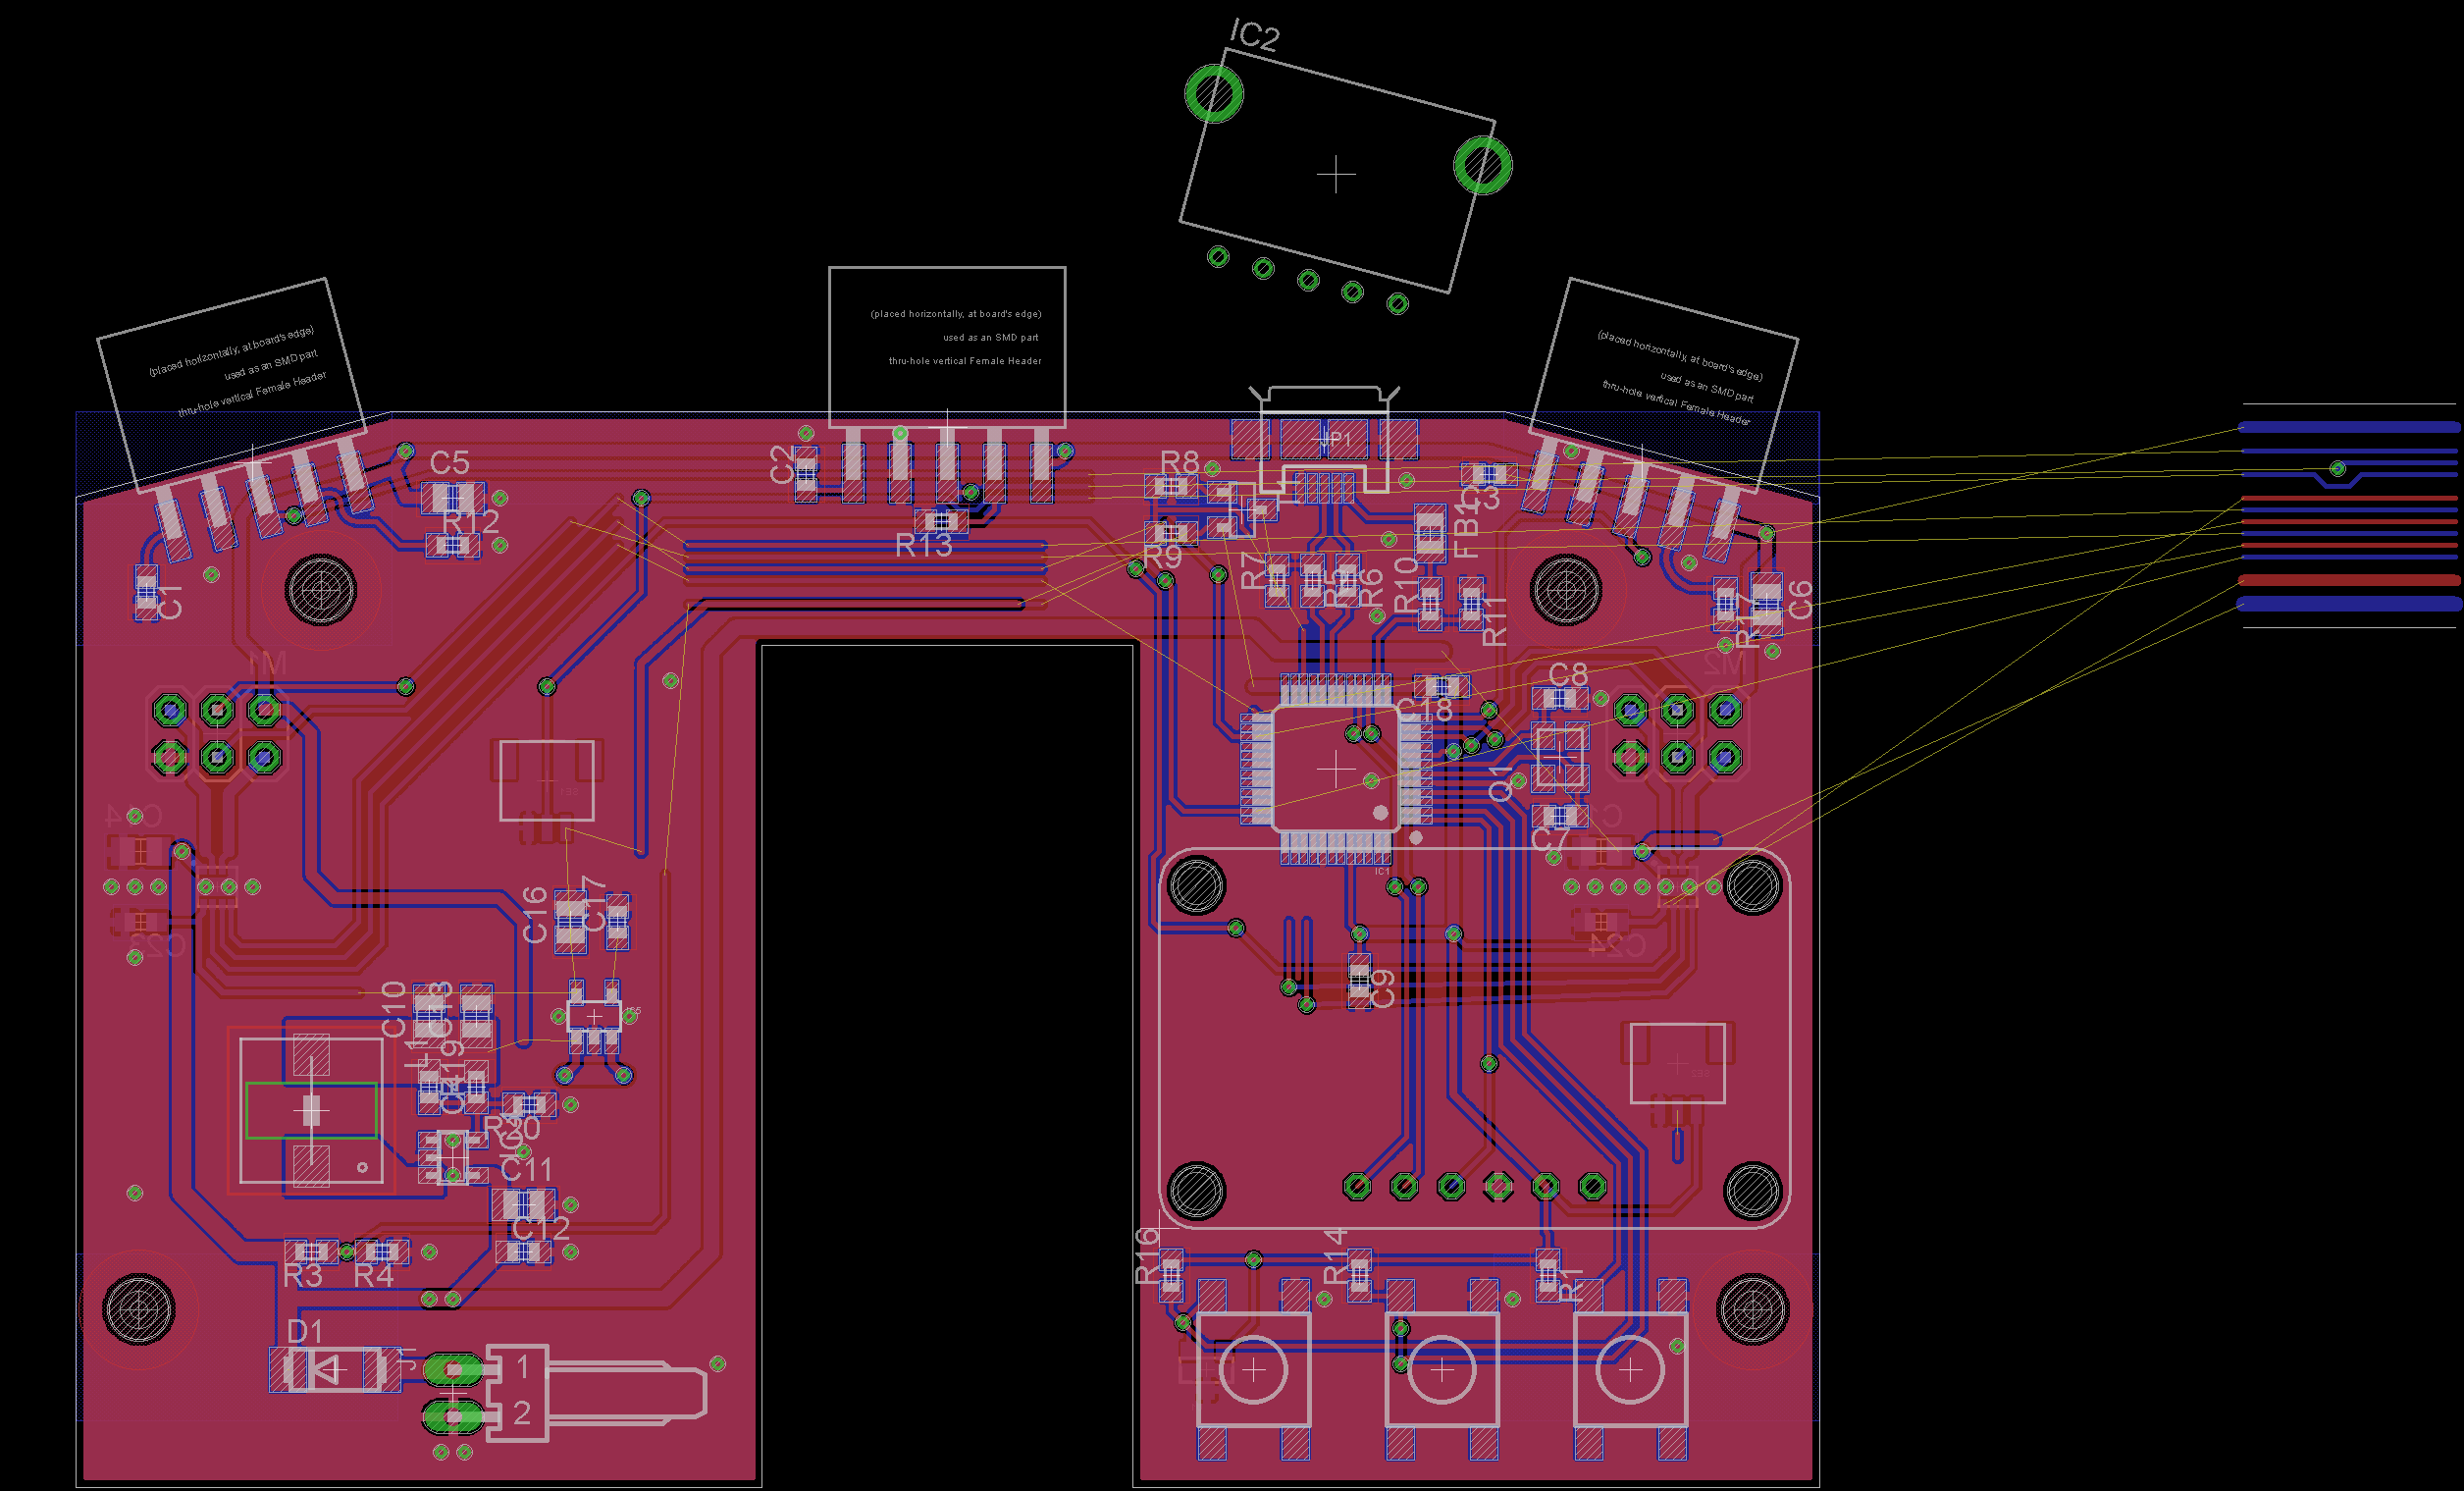 IC2
(placed horizontally, at board's edge)
used as an SMD part
thru-hole vertical Female Header
(placed horizontally, at board's edge)
used as an SMD part
thru-hole vertical Female Header
(placed horizontally, at board's edge)
used as an SMD part
thru-hole vertical Female Header
JP1
C5
C2
R8
C3
R12
R13
R9
FB1
R7
R5
R6
R10
R11
R17
C6
C1
M1
M2
C8
C18
Q1
C7
C14
IC1
C16
C17
C23
C24
C9
C10
C13
C19
R20
C11
C12
R3
R4
R16
R14
R1
D1
J1
1
2